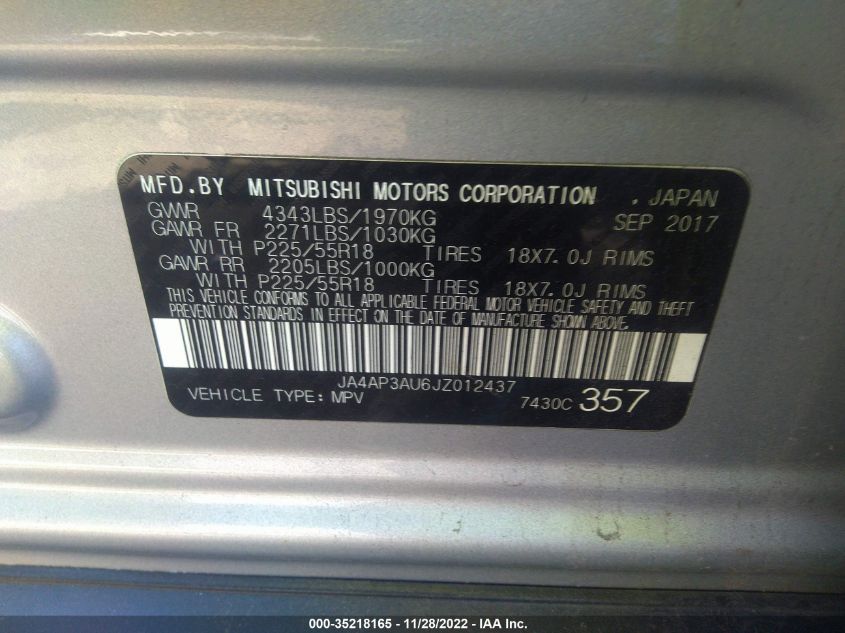 MFD.BY MITSUBISHI MOTORS CORPORATION . JAPAN
GVWR 4343LBS/1970KG SEP 2017
GAWR FR 2271LBS/1030KG
WITH P225/55R18 TIRES 18X7.0J RIMS
GAWR RR 2205LBS/1000KG
WITH P225/55R18 TIRES 18X7.0J RIMS
THIS VEHICLE CONFORMS TO ALL APPLICABLE FEDERAL MOTOR VEHICLE SAFETY AND THEFT
PREVENTION STANDARDS IN EFFECT ON THE DATE OF MANUFACTURE SHOWN ABOVE.
JA4AP3AU6JZ012437
VEHICLE TYPE: MPV 7430C 357
000-35218165 - 11/28/2022 - IAA Inc.